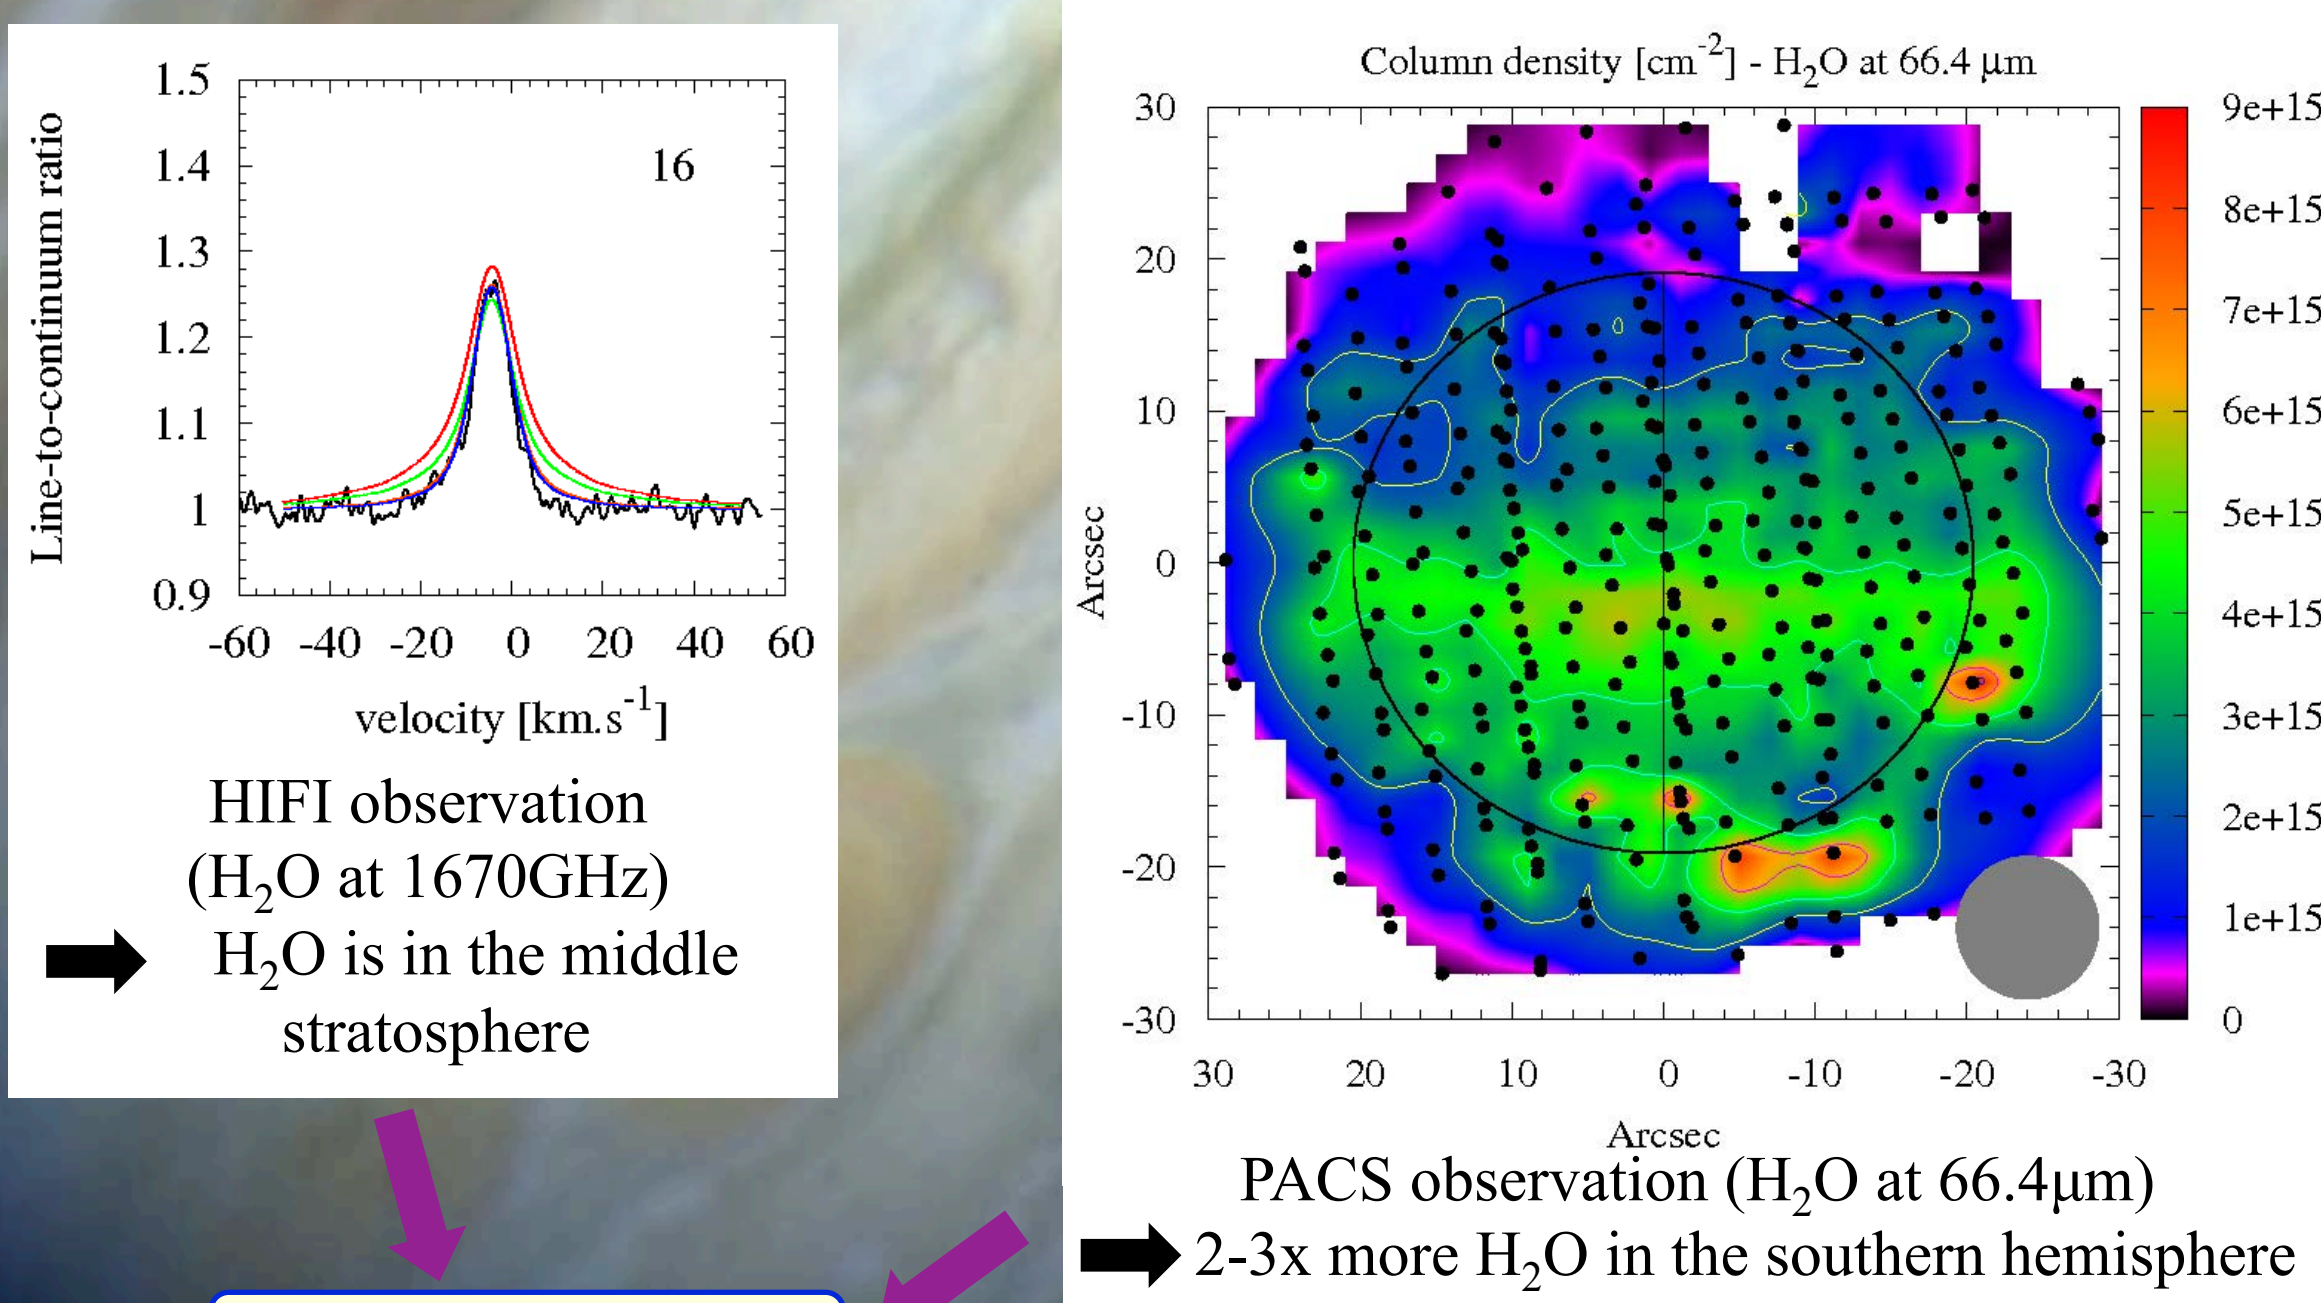 Line-to-continuum ratio
1.5
1.4
1.3
1.2
1.1
1
0.9
16
-60 -40 -20 0 20 40 60
velocity [km.s⁻¹]
HIFI observation
(H₂O at 1670GHz)
H₂O is in the middle
stratosphere
Column density [cm⁻²] - H₂O at 66.4 μm
Arcsec
30
20
10
0
-10
-20
-30
30 20 10 0 -10 -20 -30
Arcsec
9e+15
8e+15
7e+15
6e+15
5e+15
4e+15
3e+15
2e+15
1e+15
0
PACS observation (H₂O at 66.4μm)
2-3x more H₂O in the southern hemisphere